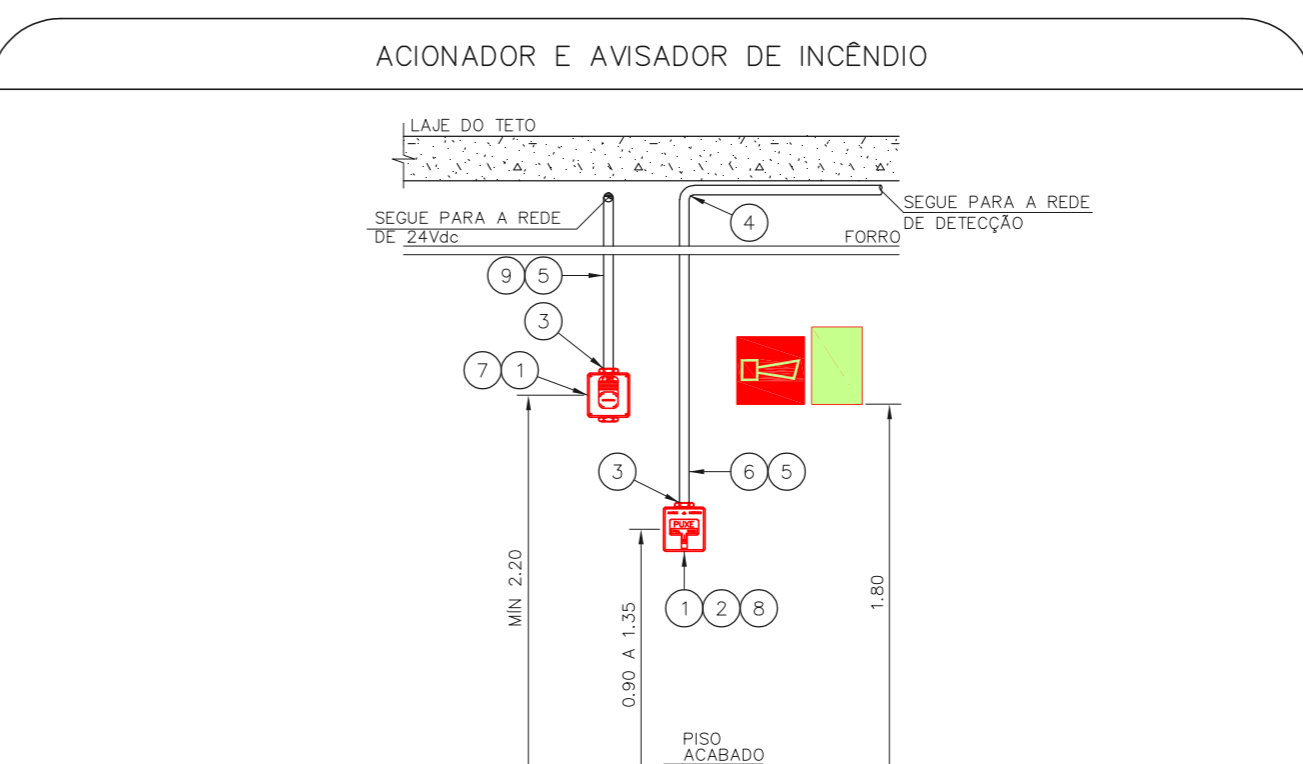 ACIONADOR E AVISADOR DE INCÊNDIO
LAJE DO TETO
SEGUE PARA A REDE
DE 24Vdc
SEGUE PARA A REDE
DE DETECÇÃO
4
FORRO
9 5
3
7 1
3
6 5
PUXE
1 2 8
MÍN 2.20
0.90 A 1.35
1.80
PISO
ACABADO